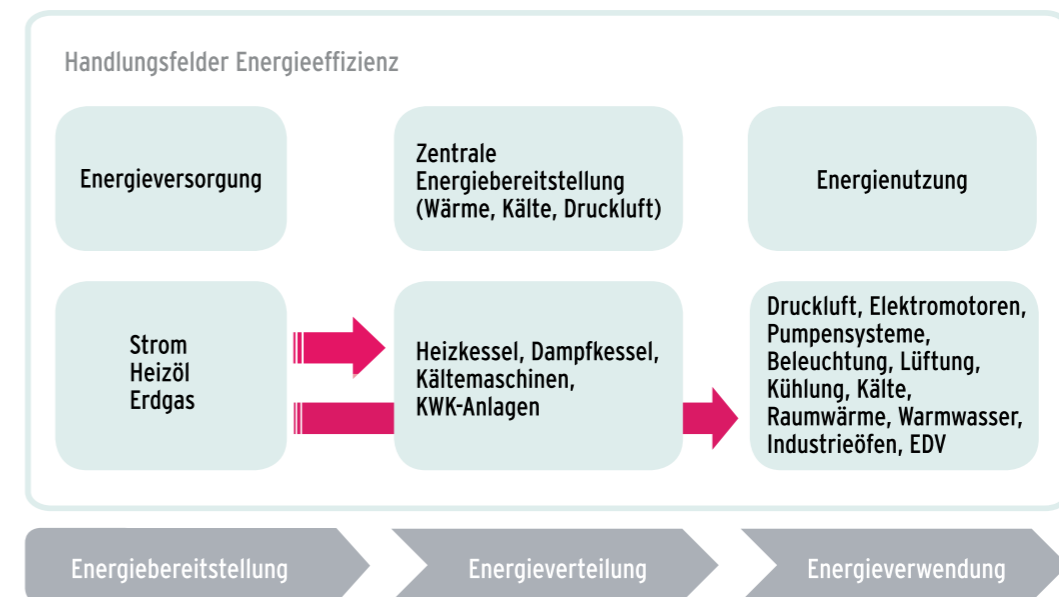 Handlungsfelder Energieeffizienz
Energieversorgung
Zentrale
Energiebereitstellung
(Wärme, Kälte, Druckluft)
Energienutzung
Strom
Heizöl
Erdgas
Heizkessel, Dampfkessel,
Kältemaschinen,
KWK-Anlagen
Druckluft, Elektromotoren,
Pumpensysteme,
Beleuchtung, Lüftung,
Kühlung, Kälte,
Raumwärme, Warmwasser,
Industrieöfen, EDV
Energiebereitstellung
Energieverteilung
Energieverwendung